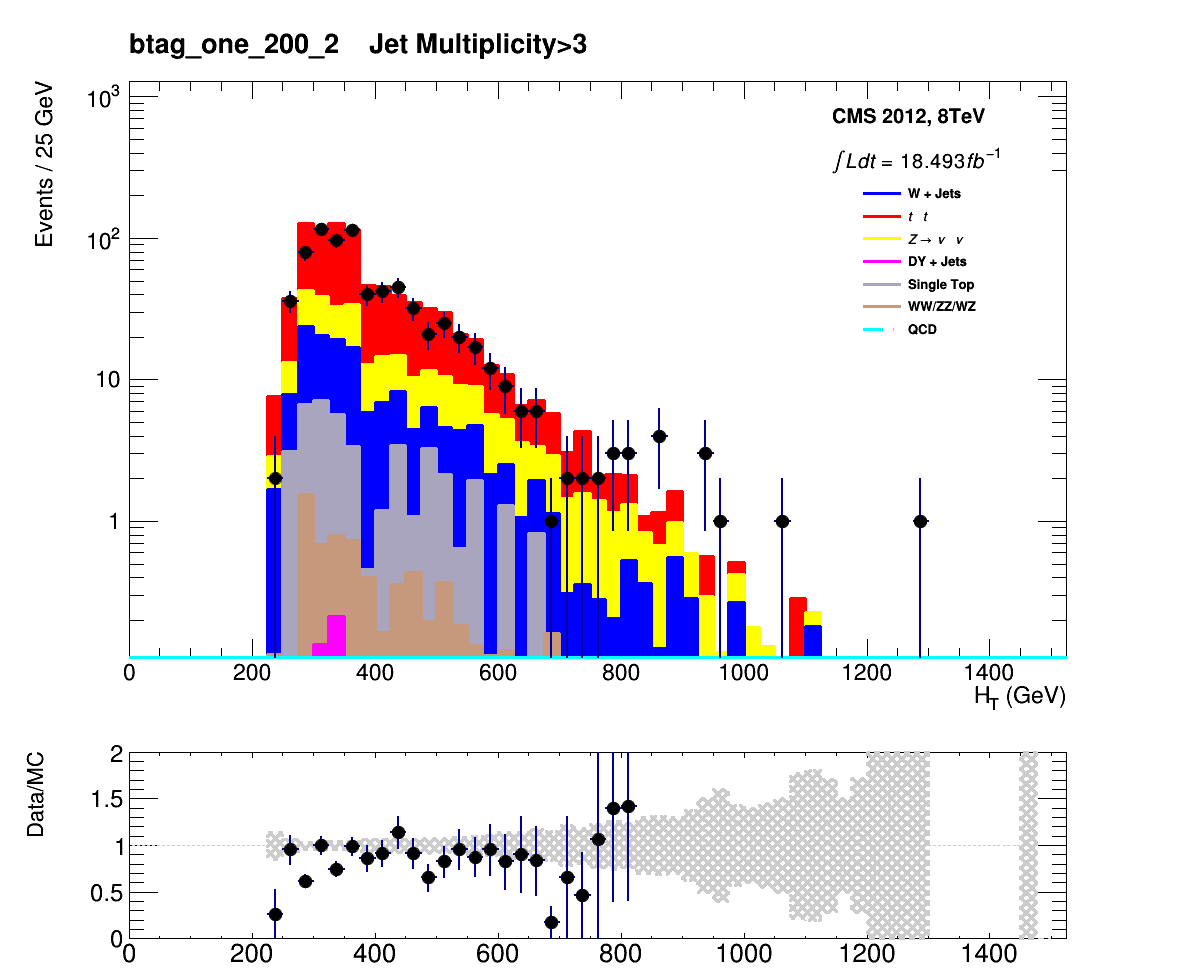 btag_one_200_2 Jet Multiplicity>3
Events / 25 GeV
10³
10²
10
1
CMS 2012, 8TeV
∫Ldt = 18.493fb⁻¹
W + Jets
t t
Z→ ν ν
DY + Jets
Single Top
WW/ZZ/WZ
QCD
0 200 400 600 800 1000 1200 1400
H_T (GeV)
Data/MC
2
1.5
1
0.5
0
0 200 400 600 800 1000 1200 1400